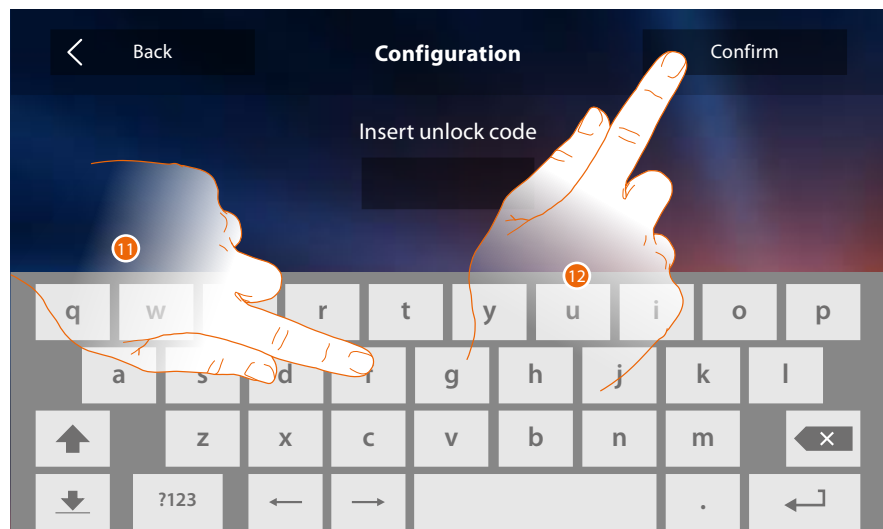 Back Configuration Confirm
Insert unlock code
11
12
q w r t y u i o p
a s d f g h j k l
z x c v b n m
?123 .